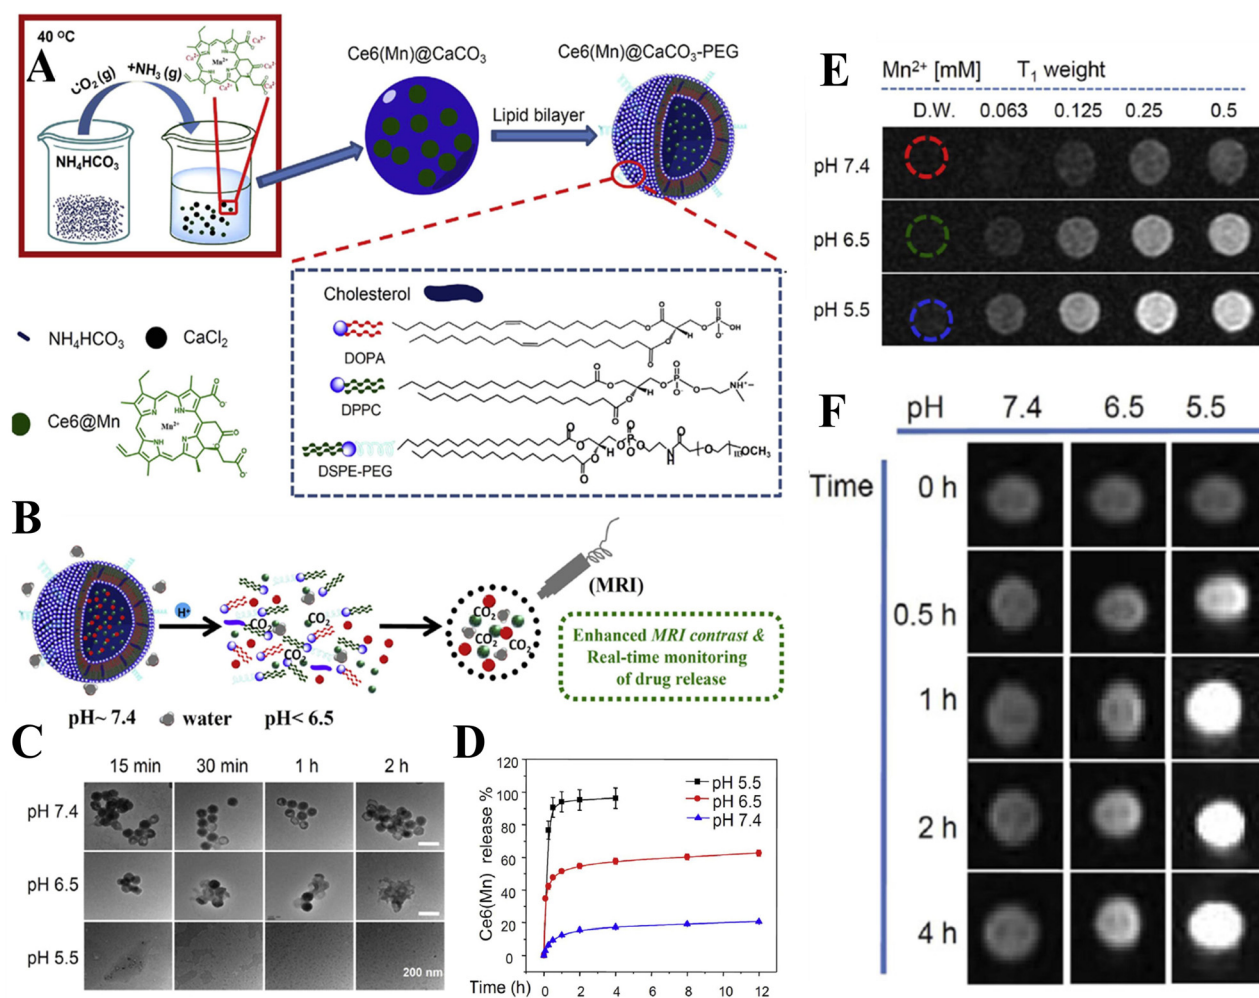 A
40 °C
CO₂ (g)
+NH₃ (g)
NH₄HCO₃
Mn²⁺
Ca²⁺
Ce6(Mn)@CaCO₃
Lipid bilayer
Ce6(Mn)@CaCO₃-PEG
NH₄HCO₃
CaCl₂
Ce6@Mn
Mn²⁺
Cholesterol
DOPA
DPPC
DSPE-PEG
OCH₃
B
H⁺
CO₂
CO₂
CO₂
CO₂
CO₂
CO₂
(MRI)
Enhanced MRI contrast &
Real-time monitoring
of drug release
pH~ 7.4
water
pH< 6.5
C
15 min 30 min 1 h 2 h
pH 7.4
pH 6.5
pH 5.5
200 nm
D
Ce6(Mn) release %
120
100
80
60
40
20
0
pH 5.5
pH 6.5
pH 7.4
Time (h) 0 2 4 6 8 10 12
E
Mn²⁺ [mM] T₁ weight
D.W. 0.063 0.125 0.25 0.5
pH 7.4
pH 6.5
pH 5.5
F
pH 7.4 6.5 5.5
Time
0 h
0.5 h
1 h
2 h
4 h